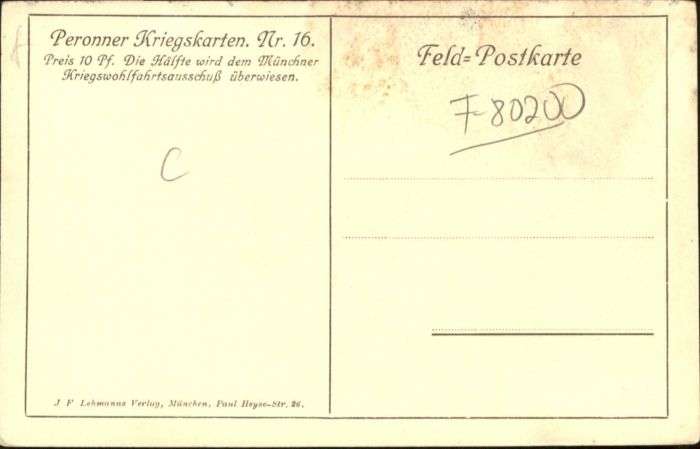 Peronner Kriegskarten. Nr. 16.
Preis 10 Pf. Die Hälfte wird dem Münchner
Kriegswohlfahrtsausschuß überwiesen.
Feld=Postkarte
F-80200
C
J F Lehmanns Verlag, München, Paul Heyse-Str. 26.